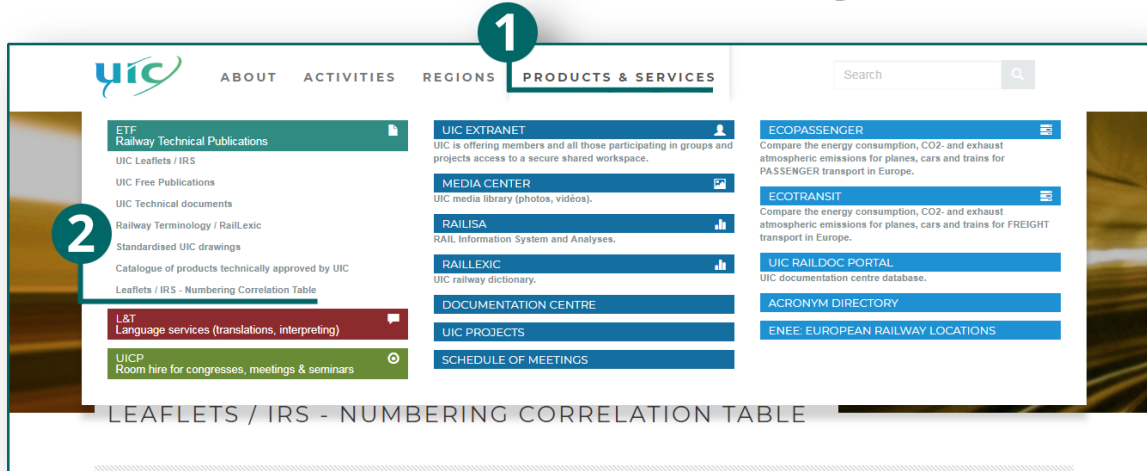 1
uic
ABOUT ACTIVITIES REGIONS PRODUCTS & SERVICES
Search
ETF
Railway Technical Publications
UIC Leaflets / IRS
UIC Free Publications
UIC Technical documents
Railway Terminology / RailLexic
2
Standardised UIC drawings
Catalogue of products technically approved by UIC
Leaflets / IRS - Numbering Correlation Table
L&T
Language services (translations, interpreting)
UICP
Room hire for congresses, meetings & seminars
UIC EXTRANET
UIC is offering members and all those participating in groups and
projects access to a secure shared workspace.
MEDIA CENTER
UIC media library (photos, vidéos).
RAILISA
RAIL Information System and Analyses.
RAILLEXIC
UIC railway dictionary.
DOCUMENTATION CENTRE
UIC PROJECTS
SCHEDULE OF MEETINGS
ECOPASSENGER
Compare the energy consumption, CO2- and exhaust
atmospheric emissions for planes, cars and trains for
PASSENGER transport in Europe.
ECOTRANSIT
Compare the energy consumption, CO2- and exhaust
atmospheric emissions for planes, cars and trains for FREIGHT
transport in Europe.
UIC RAILDOC PORTAL
UIC documentation centre database.
ACRONYM DIRECTORY
ENEE: EUROPEAN RAILWAY LOCATIONS
LEAFLETS / IRS - NUMBERING CORRELATION TABLE